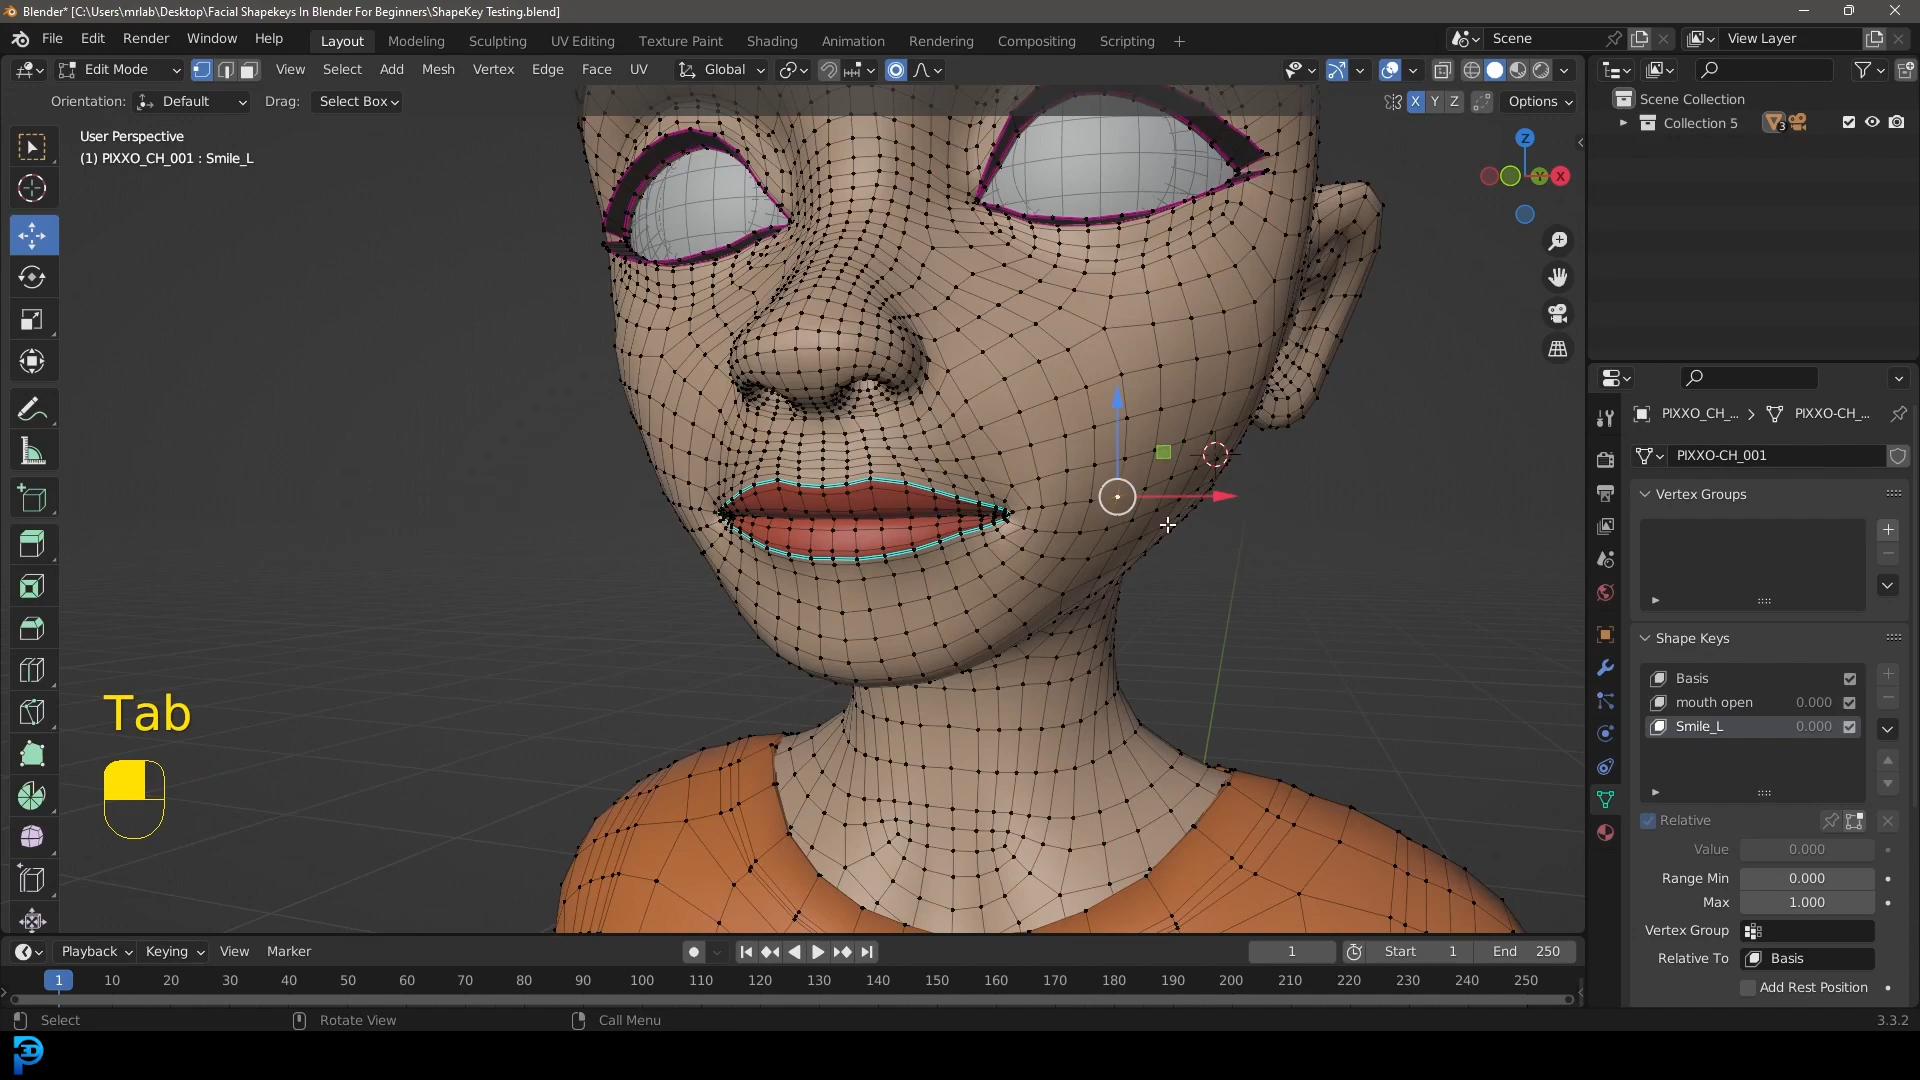 Blender* [C:\Users\mrlab\Desktop\Facial Shapekeys In Blender For Beginners\ShapeKey Testing.blend]
File Edit Render Window Help Layout Modeling Sculpting UV Editing Texture Paint Shading Animation Rendering Compositing Scripting + Scene View Layer
Edit Mode View Select Add Mesh Vertex Edge Face UV Global
Orientation: Default Drag: Select Box X Y Z Options
Scene Collection
Collection 5 3
User Perspective
(1) PIXXO_CH_001 : Smile_L
Z
Y X
PIXXO_CH_... > PIXXO-CH_...
PIXXO-CH_001
Vertex Groups
Shape Keys
Basis
mouth open 0.000
Smile_L 0.000
Relative
Value 0.000
Range Min 0.000
Max 1.000
Vertex Group
Relative To Basis
Add Rest Position
Tab
Playback Keying View Marker 1 Start 1 End 250
1 10 20 30 40 50 60 70 80 90 100 110 120 130 140 150 160 170 180 190 200 210 220 230 240 250
Select Rotate View Call Menu 3.3.2